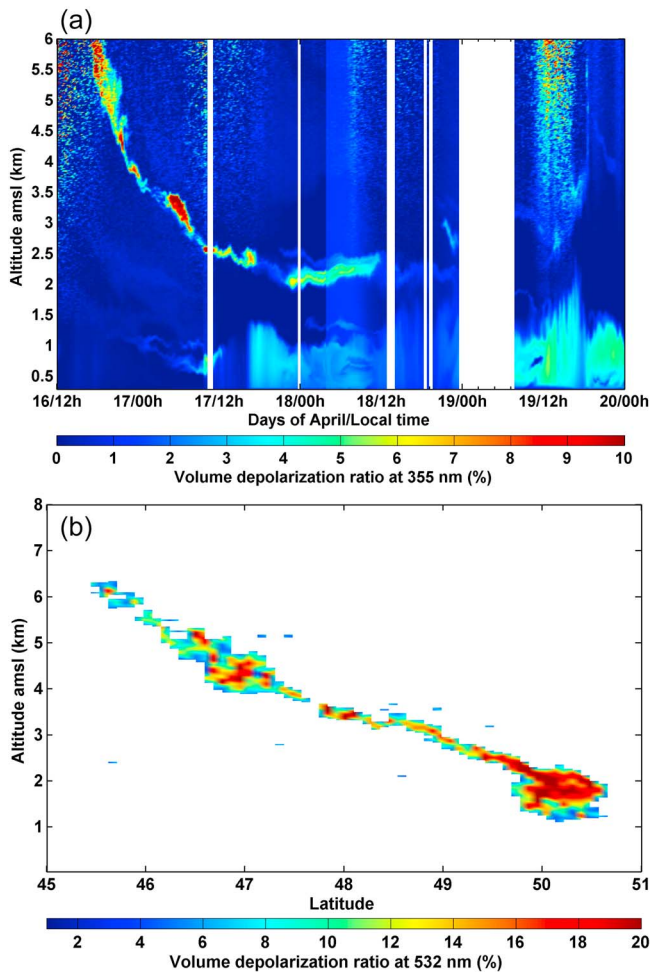 (a)
Altitude amsl (km)
6
5.5
5
4.5
4
3.5
3
2.5
2
1.5
1
0.5
16/12h 17/00h 17/12h 18/00h 18/12h 19/00h 19/12h 20/00h
Days of April/Local time
0 1 2 3 4 5 6 7 8 9 10
Volume depolarization ratio at 355 nm (%)
(b)
Altitude amsl (km)
8
7
6
5
4
3
2
1
45 46 47 48 49 50 51
Latitude
2 4 6 8 10 12 14 16 18 20
Volume depolarization ratio at 532 nm (%)